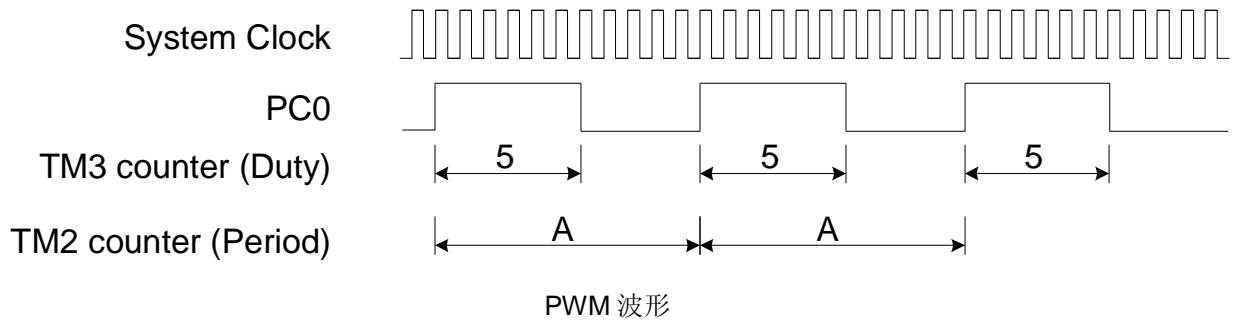 System Clock
PC0
TM3 counter (Duty)
5 5 5
TM2 counter (Period)
A A
PWM 波形